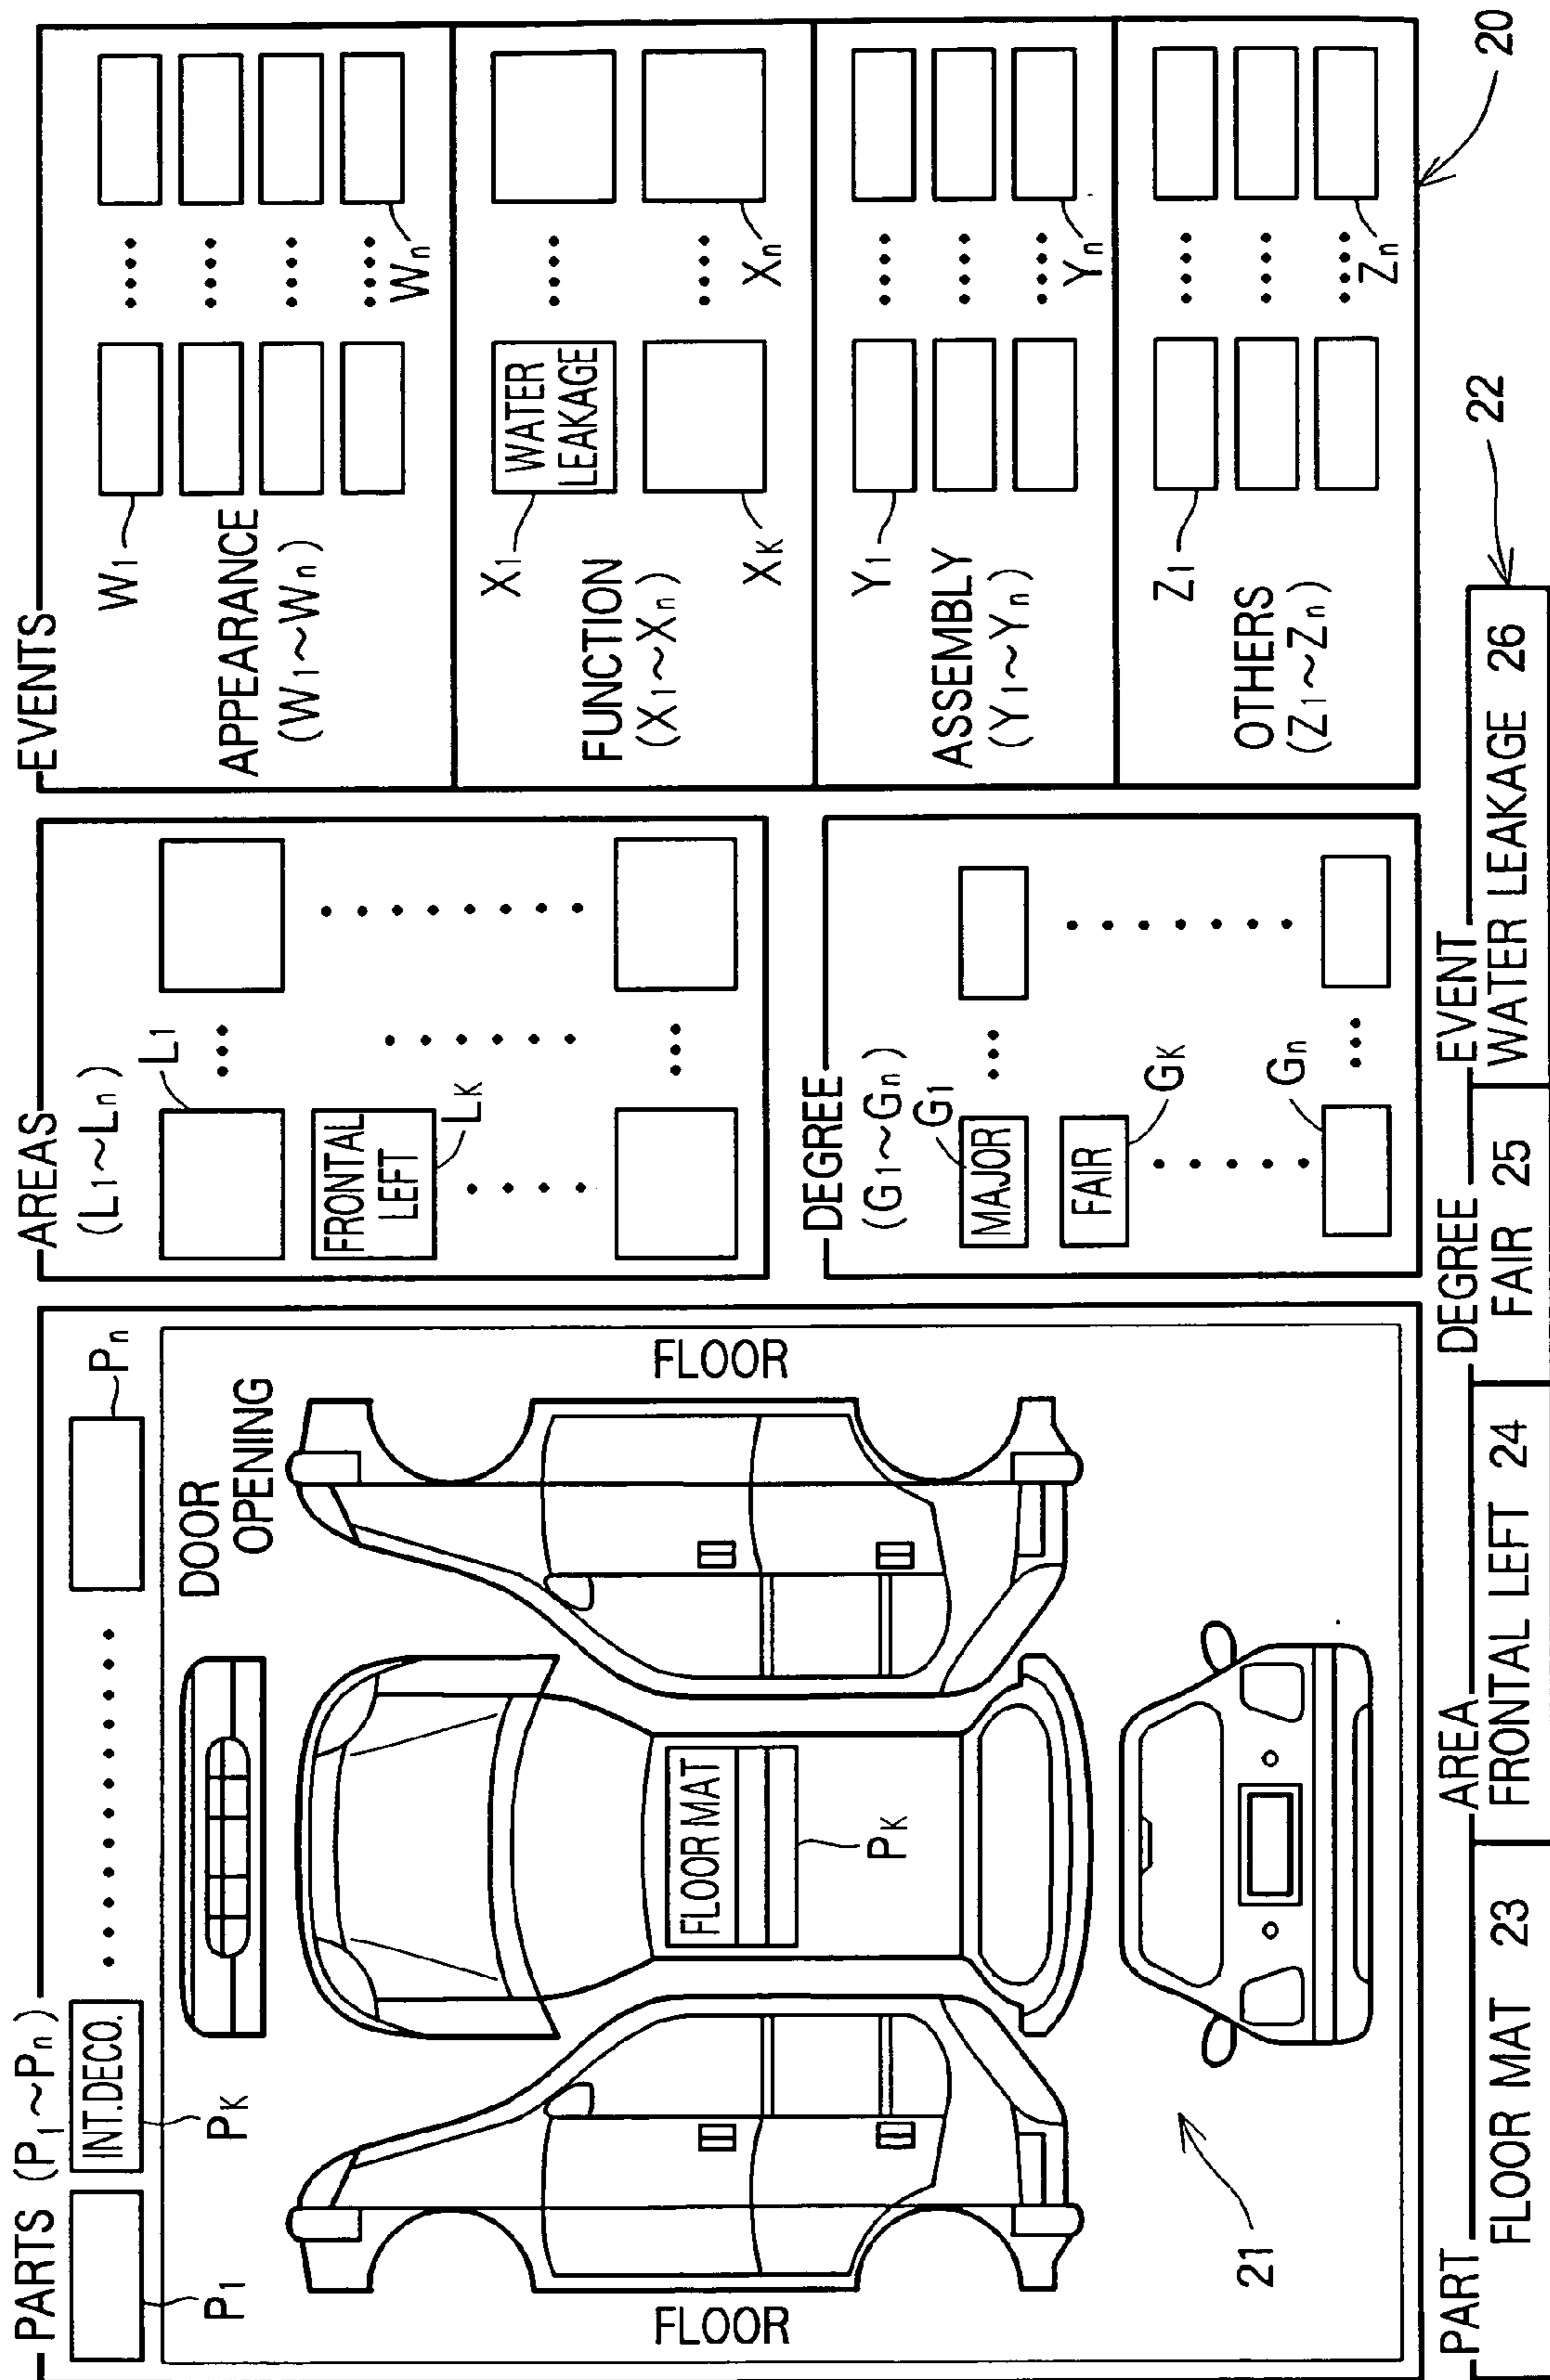 PARTS (P1~Pn)
P1
INT.DECO.
PK
Pn
DOOR
OPENING
FLOOR
FLOOR
FLOOR MAT
PK
21
AREAS
(L1~Ln)
L1
FRONTAL
LEFT
LK
DEGREE
(G1~Gn)
G1
MAJOR
FAIR
GK
Gn
EVENTS
W1
APPEARANCE
(W1~Wn)
Wn
X1
WATER
LEAKAGE
FUNCTION
(X1~Xn)
XK
Xn
Y1
ASSEMBLY
(Y1~Yn)
Yn
Z1
OTHERS
(Z1~Zn)
Zn
20
22
PART
FLOOR MAT 23
AREA
FRONTAL LEFT 24
DEGREE
FAIR 25
EVENT
WATER LEAKAGE 26